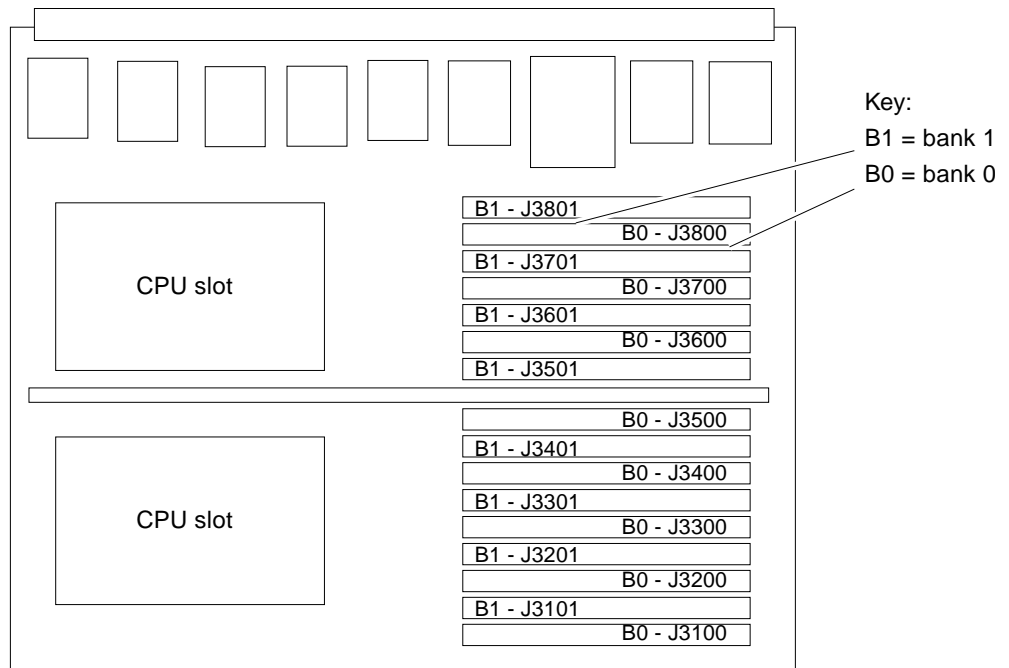 Key:
B1 = bank 1
B0 = bank 0
B1 - J3801
B0 - J3800
B1 - J3701
CPU slot
B0 - J3700
B1 - J3601
B0 - J3600
B1 - J3501
B0 - J3500
B1 - J3401
B0 - J3400
B1 - J3301
CPU slot
B0 - J3300
B1 - J3201
B0 - J3200
B1 - J3101
B0 - J3100